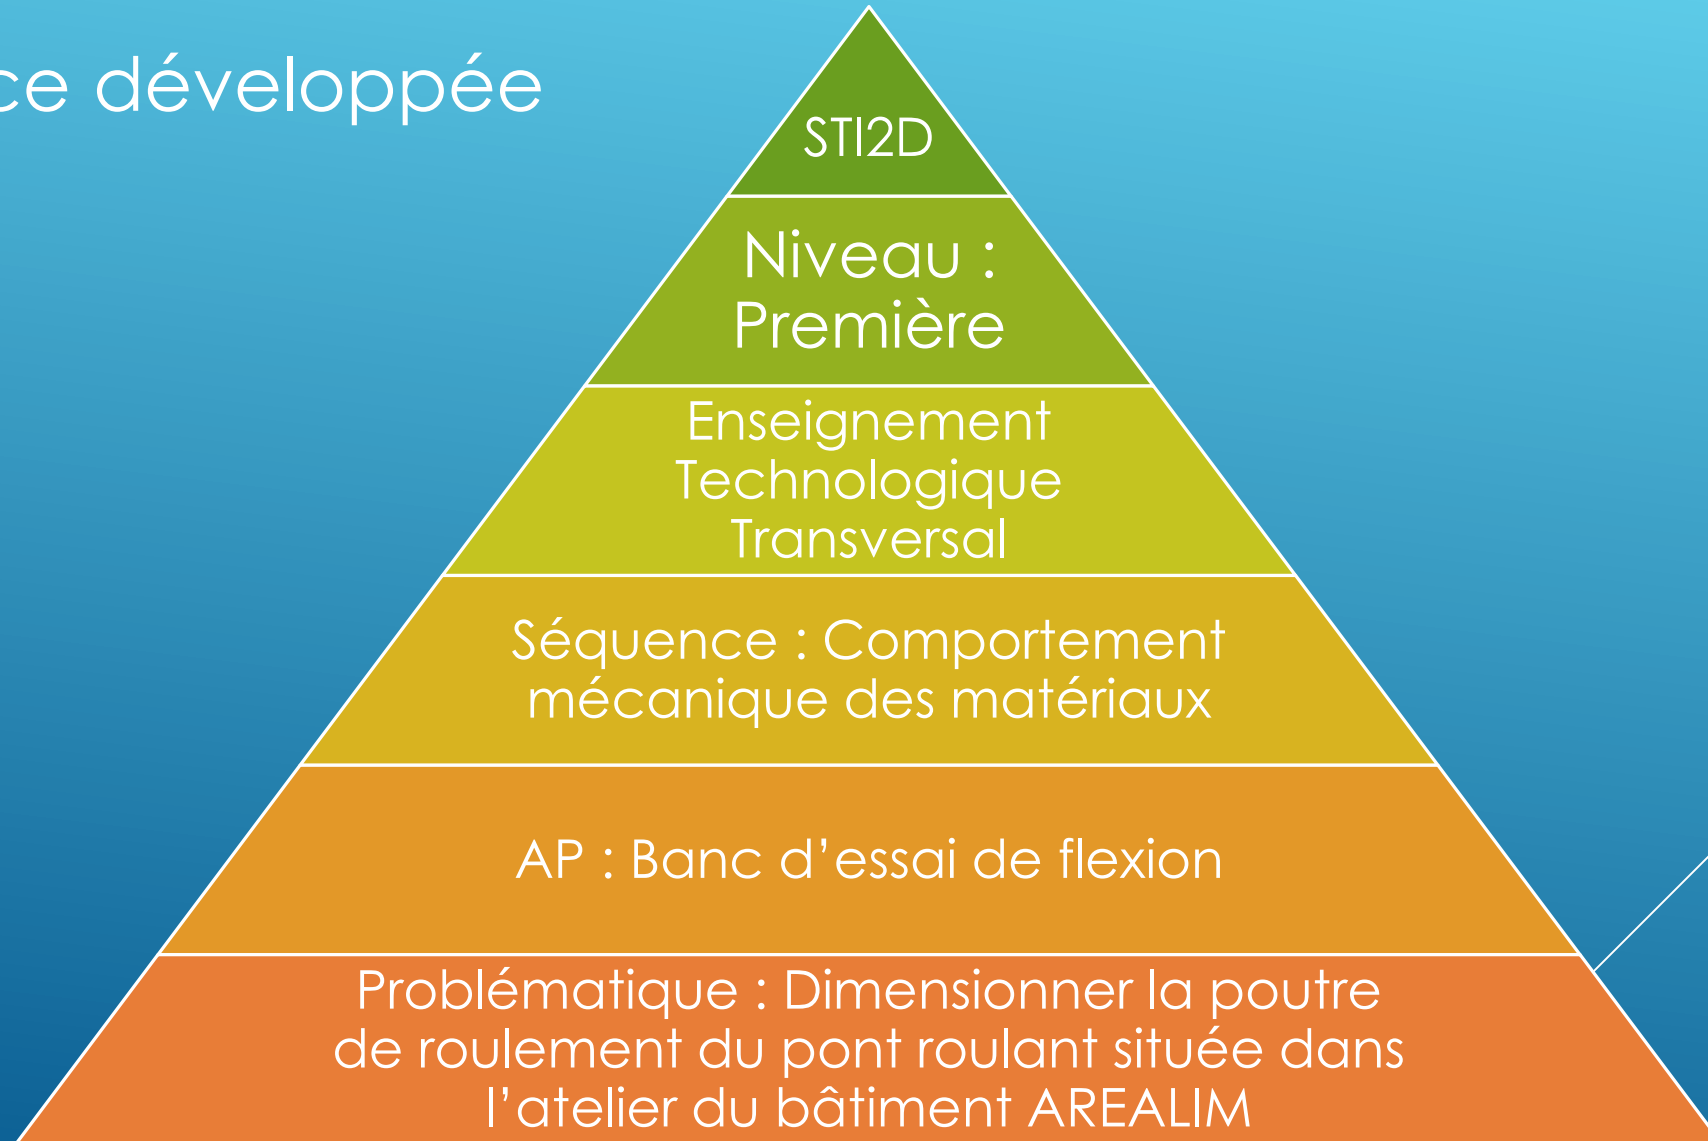 ce développée
STI2D
Niveau :
Première
Enseignement
Technologique
Transversal
Séquence : Comportement
mécanique des matériaux
AP : Banc d’essai de flexion
Problématique : Dimensionner la poutre
de roulement du pont roulant située dans
l’atelier du bâtiment AREALIM